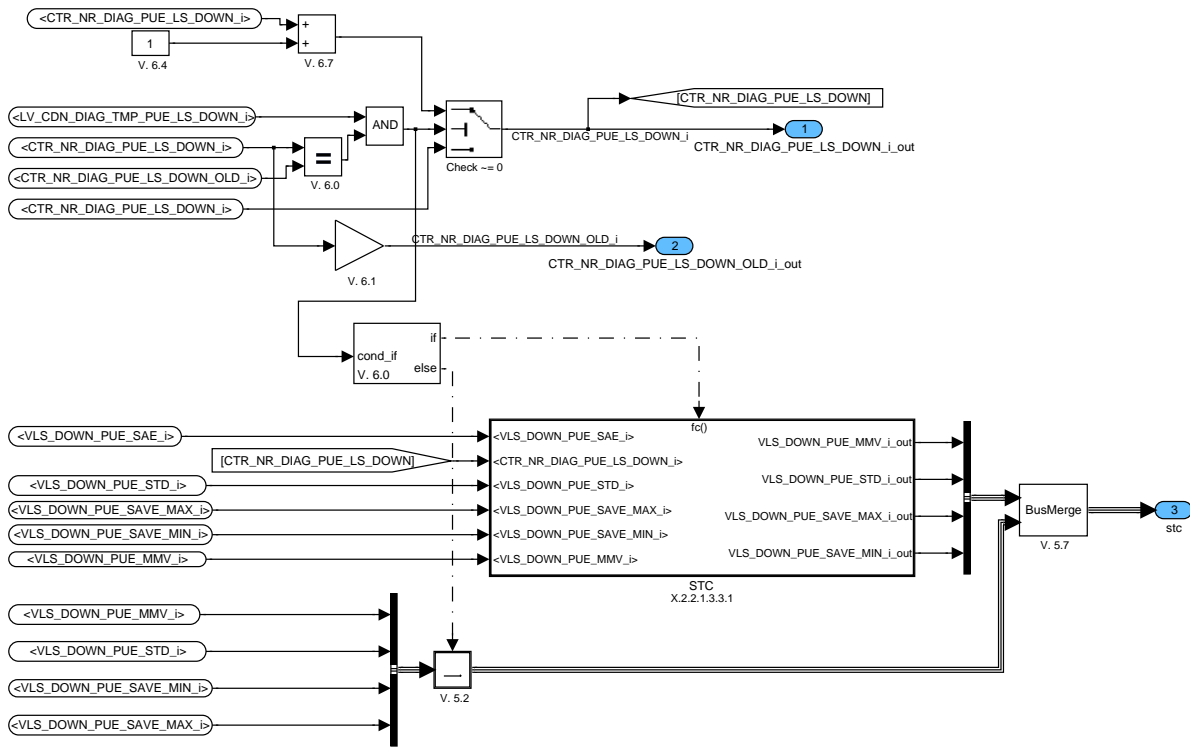 <CTR_NR_DIAG_PUE_LS_DOWN_i>
+
+
1
V. 6.4
V. 6.7
<LV_CDN_DIAG_TMP_PUE_LS_DOWN_i>
AND
<CTR_NR_DIAG_PUE_LS_DOWN_i>
=
<CTR_NR_DIAG_PUE_LS_DOWN_OLD_i>
V. 6.0
<CTR_NR_DIAG_PUE_LS_DOWN_i>
Check ~= 0
[CTR_NR_DIAG_PUE_LS_DOWN]
CTR_NR_DIAG_PUE_LS_DOWN_i
1
CTR_NR_DIAG_PUE_LS_DOWN_i_out
V. 6.1
CTR_NR_DIAG_PUE_LS_DOWN_OLD_i
2
CTR_NR_DIAG_PUE_LS_DOWN_OLD_i_out
if
cond_if
else
V. 6.0
fc()
<VLS_DOWN_PUE_SAE_i>
[CTR_NR_DIAG_PUE_LS_DOWN]
<VLS_DOWN_PUE_STD_i>
<VLS_DOWN_PUE_SAVE_MAX_i>
<VLS_DOWN_PUE_SAVE_MIN_i>
<VLS_DOWN_PUE_MMV_i>
<VLS_DOWN_PUE_SAE_i>
<CTR_NR_DIAG_PUE_LS_DOWN_i>
<VLS_DOWN_PUE_STD_i>
<VLS_DOWN_PUE_SAVE_MAX_i>
<VLS_DOWN_PUE_SAVE_MIN_i>
<VLS_DOWN_PUE_MMV_i>
VLS_DOWN_PUE_MMV_i_out
VLS_DOWN_PUE_STD_i_out
VLS_DOWN_PUE_SAVE_MAX_i_out
VLS_DOWN_PUE_SAVE_MIN_i_out
STC
X.2.2.1.3.3.1
BusMerge
V. 5.7
3
stc
<VLS_DOWN_PUE_MMV_i>
<VLS_DOWN_PUE_STD_i>
<VLS_DOWN_PUE_SAVE_MIN_i>
<VLS_DOWN_PUE_SAVE_MAX_i>
V. 5.2